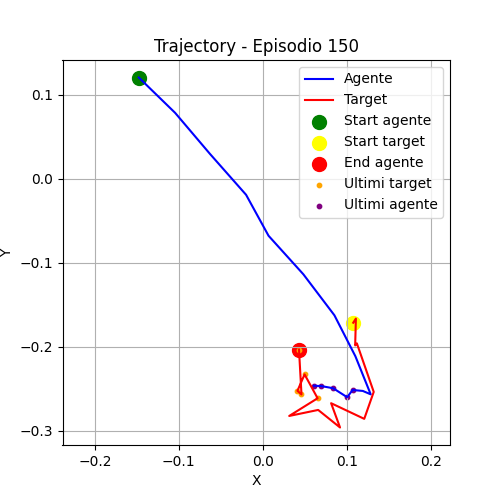 Trajectory - Episodio 150
Agente
Target
Start agente
Start target
End agente
Ultimi target
Ultimi agente
0.1
0.0
−0.1
−0.2
−0.3
Y
−0.2
−0.1
0.0
0.1
0.2
X